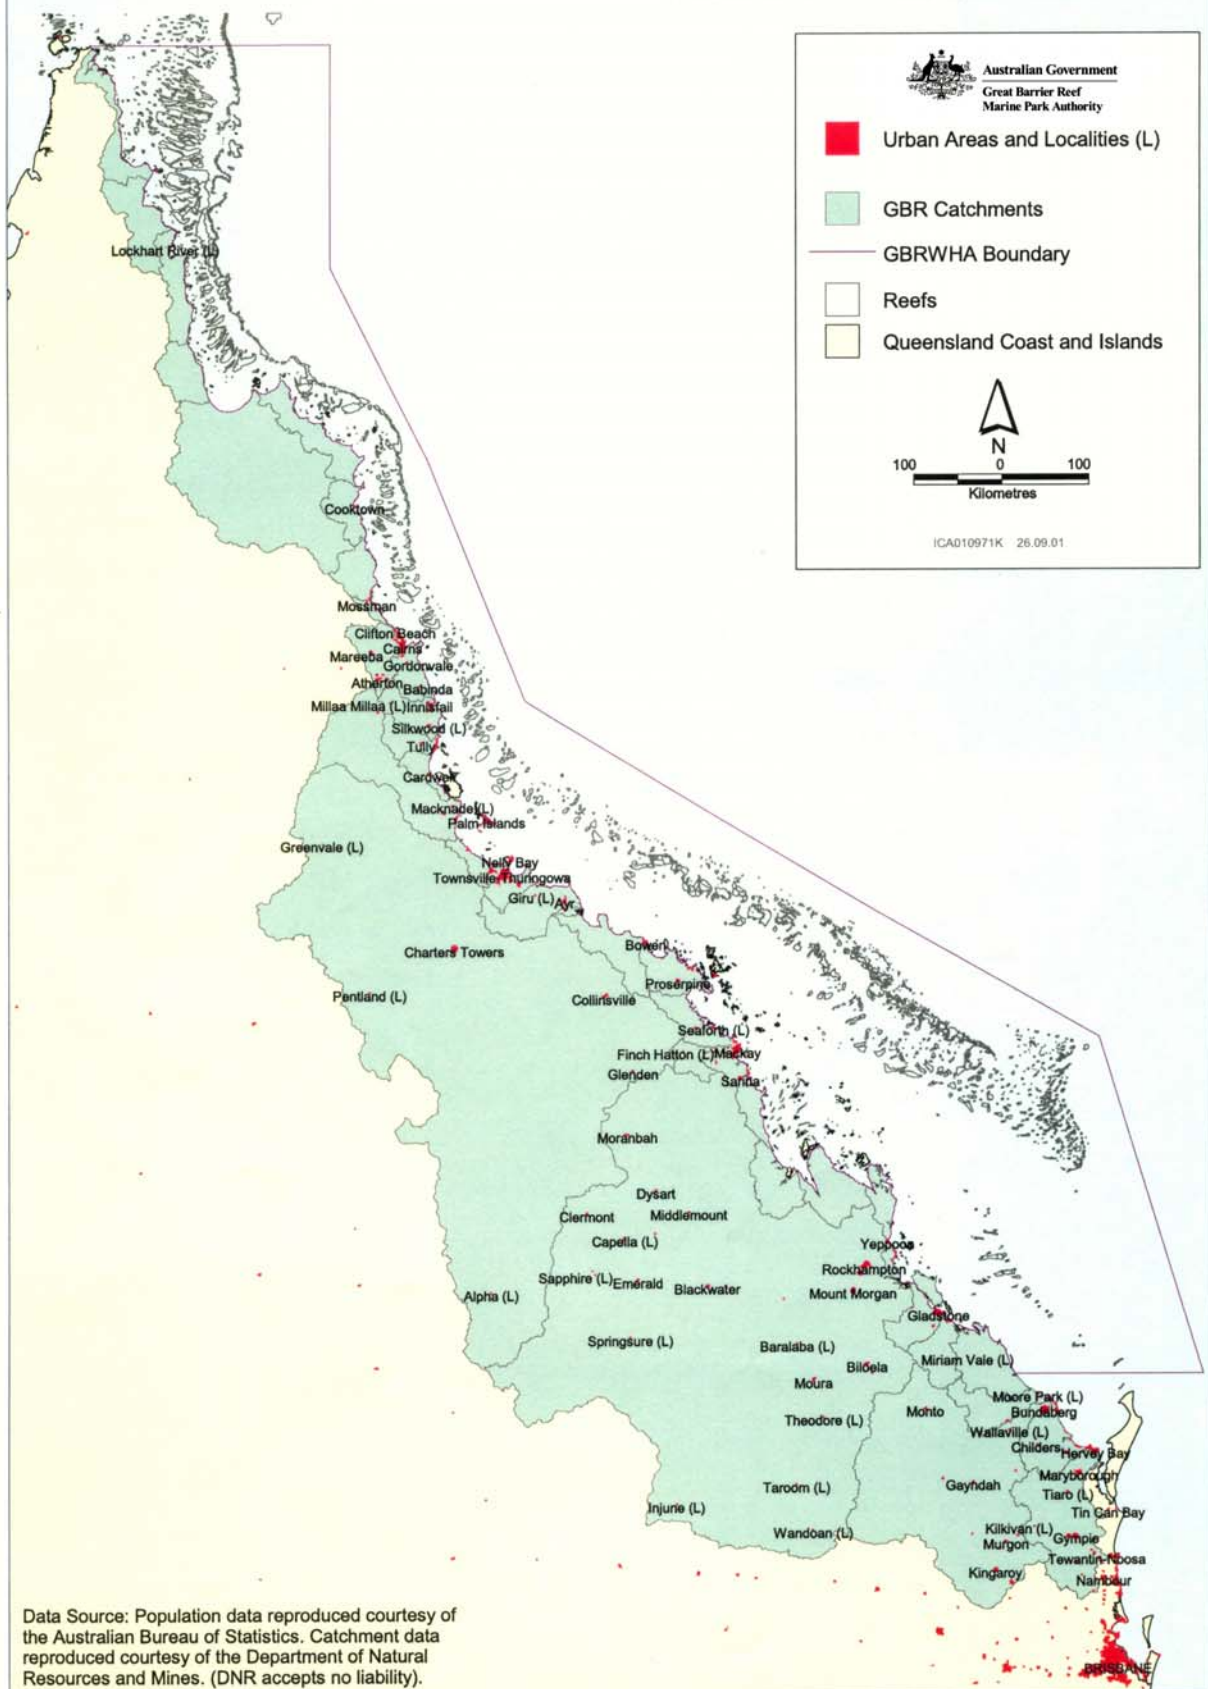 Australian Government
Great Barrier Reef
Marine Park Authority
Urban Areas and Localities (L)
GBR Catchments
GBRWHA Boundary
Reefs
Queensland Coast and Islands
N
100 0 100
Kilometres
ICA010971K 26.09.01
Lockhart River (L)
Cooktown
Mossman
Clifton Beach
Cairns
Mareeba
Gordonvale
Atherton
Babinda
Millaa Millaa (L)
Innisfail
Silkwood (L)
Tully
Cardwell
Macknade (L)
Palm Islands
Greenvale (L)
Nelly Bay
Townsville-Thuringowa
Giru (L)
Ayr
Charters Towers
Bowen
Proserpine
Pentland (L)
Collinsville
Seaforth (L)
Finch Hatton (L)
Mackay
Glenden
Sarina
Moranbah
Dysart
Clermont
Middlemount
Capella (L)
Yeppoon
Rockhampton
Sapphire (L)
Emerald
Blackwater
Mount Morgan
Alpha (L)
Gladstone
Springsure (L)
Baralaba (L)
Biloela
Miriam Vale (L)
Moura
Moore Park (L)
Monto
Bundaberg
Theodore (L)
Wallaville (L)
Childers
Hervey Bay
Maryborough
Gayndah
Taroom (L)
Tiaro (L)
Injune (L)
Tin Can Bay
Wandoan (L)
Kilkivan (L)
Gympie
Murgon
Tewantin-Noosa
Kingaroy
Nambour
BRISBANE
Data Source: Population data reproduced courtesy of
the Australian Bureau of Statistics. Catchment data
reproduced courtesy of the Department of Natural
Resources and Mines. (DNR accepts no liability).